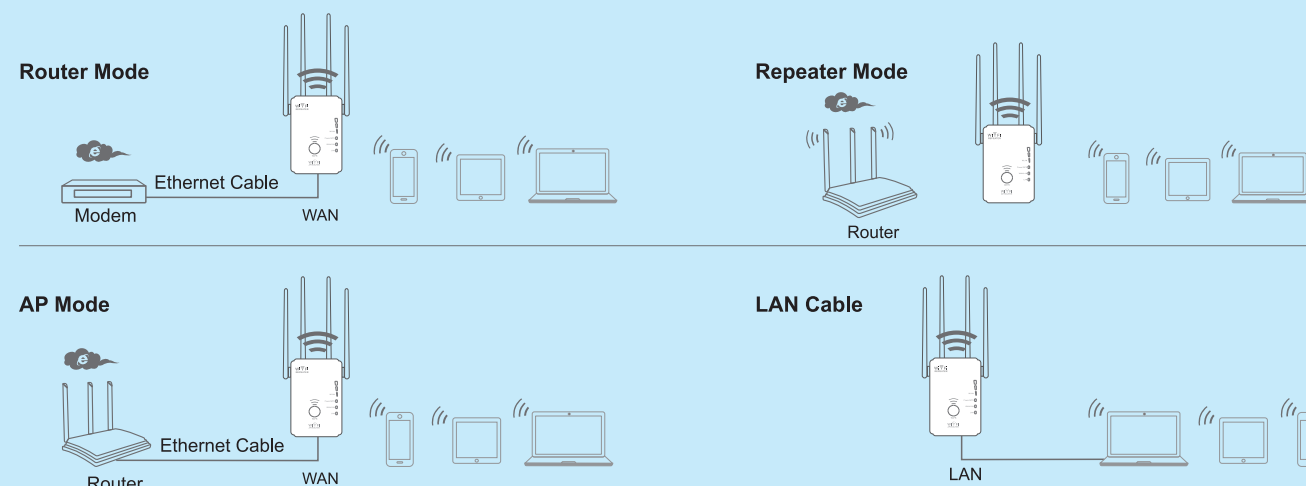 Router Mode
Ethernet Cable
Modem
WAN
Repeater Mode
Router
AP Mode
Ethernet Cable
Router
WAN
LAN Cable
LAN